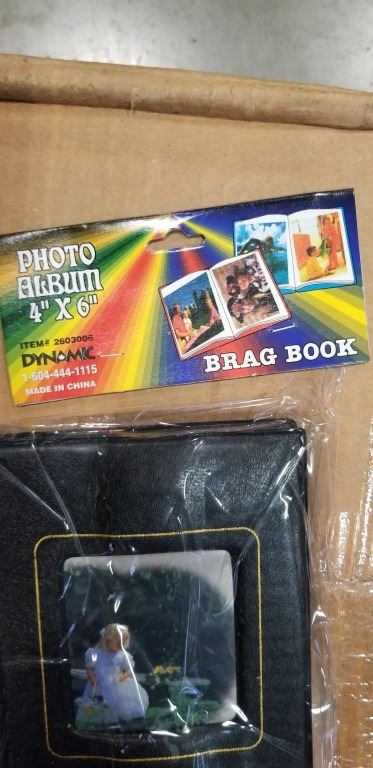 PHOTO
ALBUM
4" X 6"
ITEM# 2603006
DYNAMIC
1-604-444-1115
MADE IN CHINA
BRAG BOOK